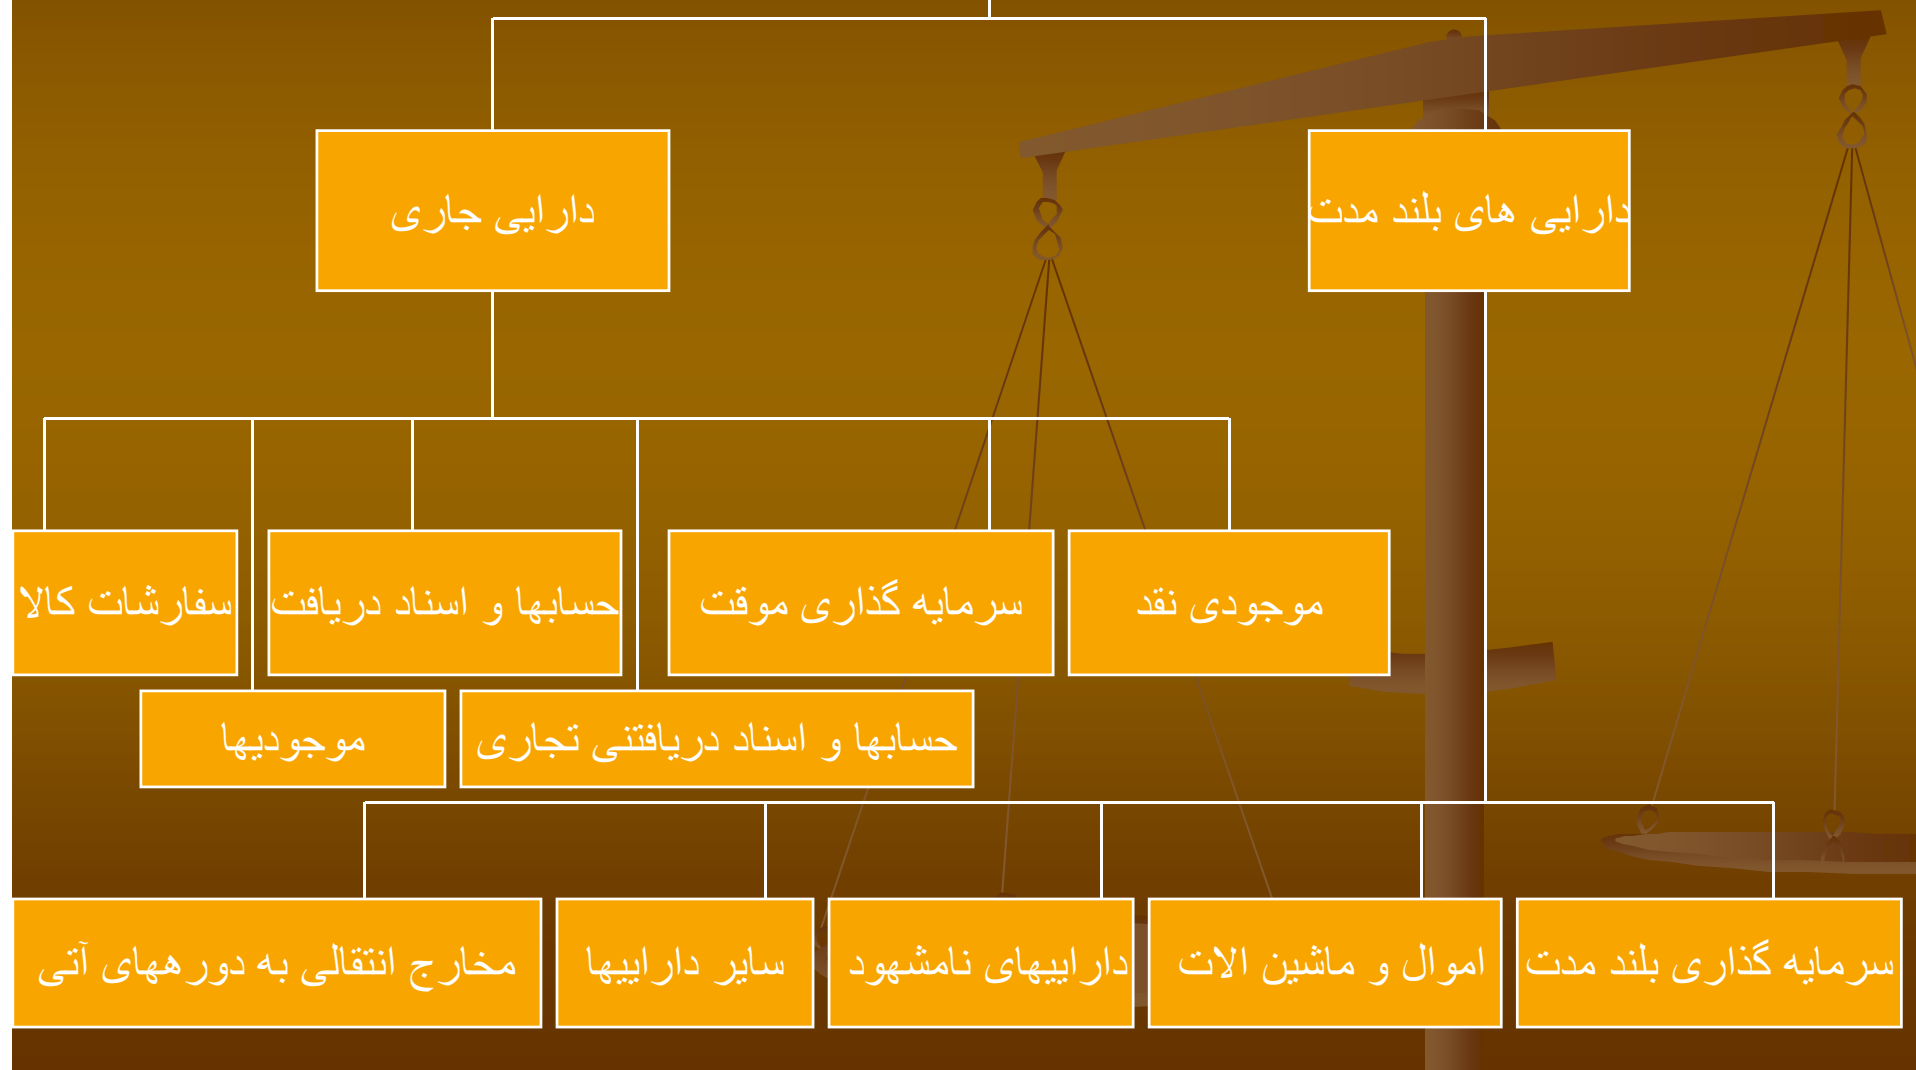 دارایی های بلند مدت
دارایی جاری
موجودی نقد
سرمایه گذاری موقت
حسابها و اسناد دریافت
سفارشات کالا
حسابها و اسناد دریافتنی تجاری
موجودیها
سرمایه گذاری بلند مدت
اموال و ماشین الات
داراییهای نامشهود
سایر داراییها
مخارج انتقالی به دورههای آتی